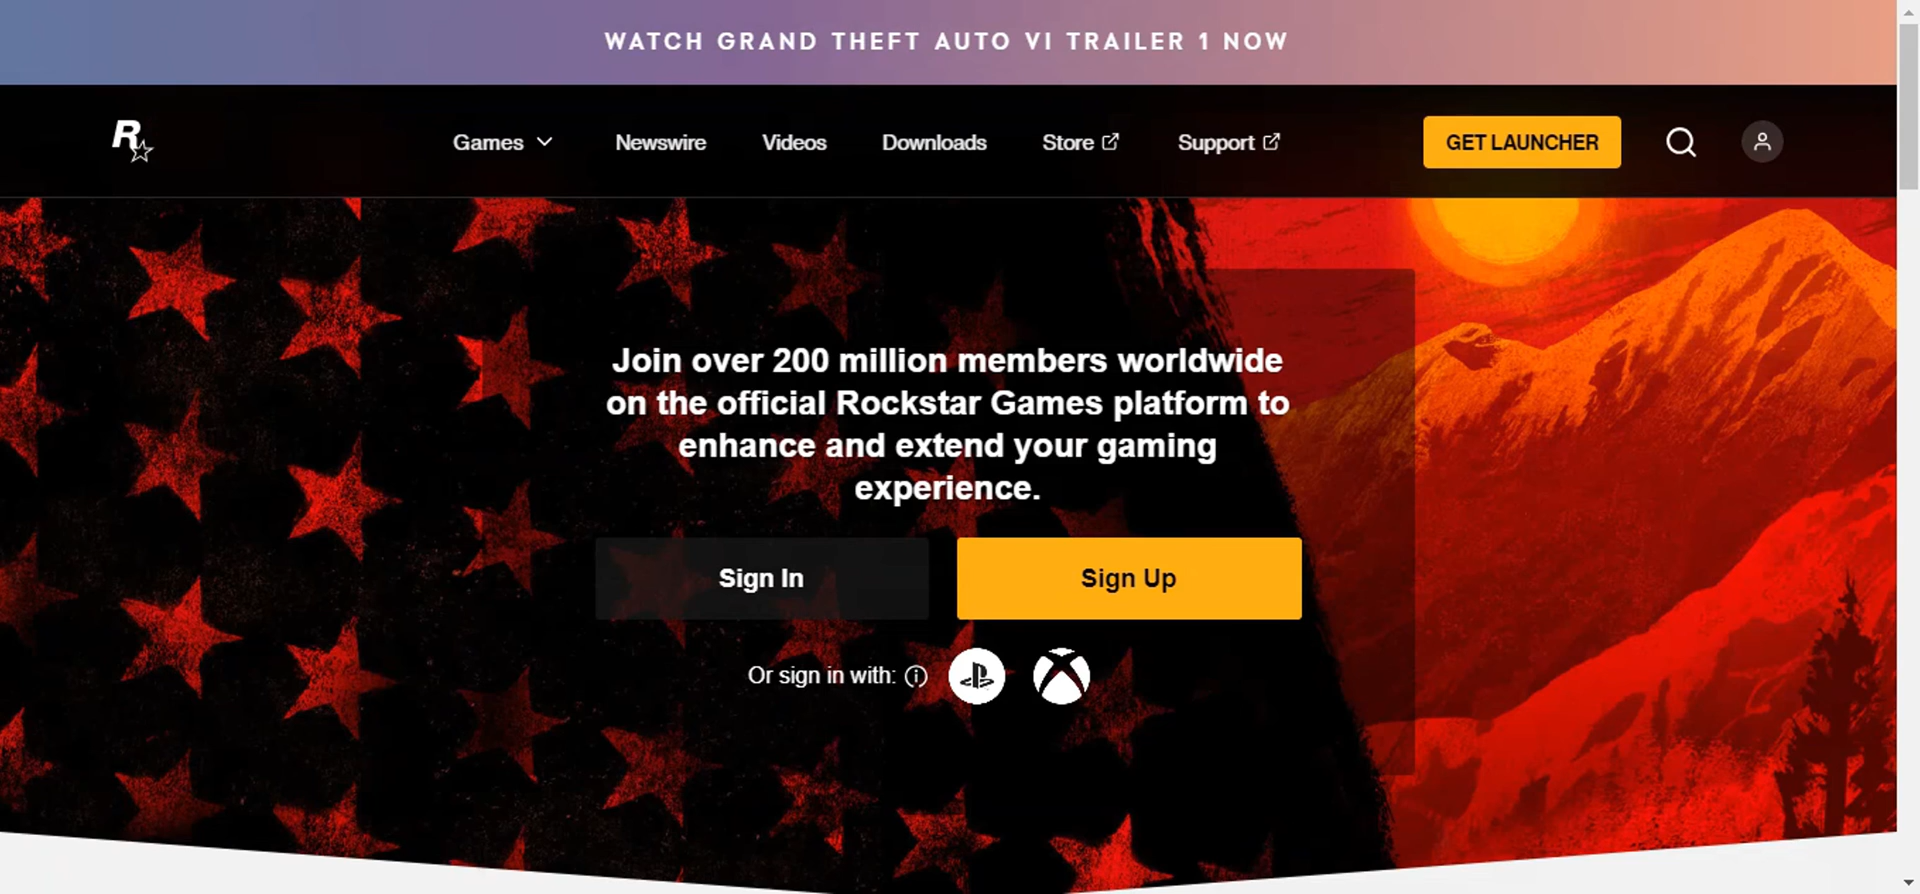 WATCH GRAND THEFT AUTO VI TRAILER 1 NOW
R
Games
Newswire
Videos
Downloads
Store
Support
GET LAUNCHER
Join over 200 million members worldwide
on the official Rockstar Games platform to
enhance and extend your gaming
experience.
Sign In
Sign Up
Or sign in with: